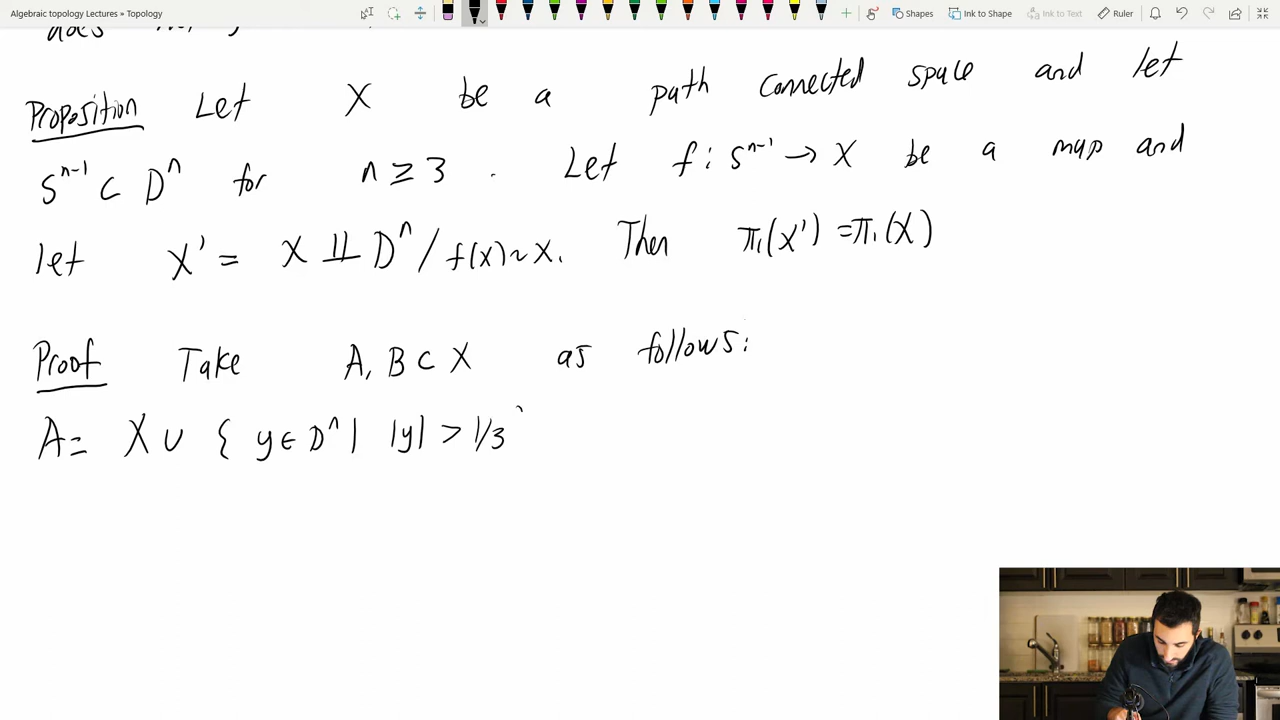 Algebraic topology Lectures » Topology
Shapes Ink to Shape Ink to Text Ruler
does
Proposition Let X be a path connected space and let
S^{n-1} ⊂ D^n for n ≥ 3. Let f: S^{n-1} → X be a map and
let X' = X ⨿ D^n / f(x) ~ x. Then π₁(X') = π₁(X)
Proof Take A, B ⊂ X as follows:
A = X ∪ { y ∈ D^n | |y| > 1/3